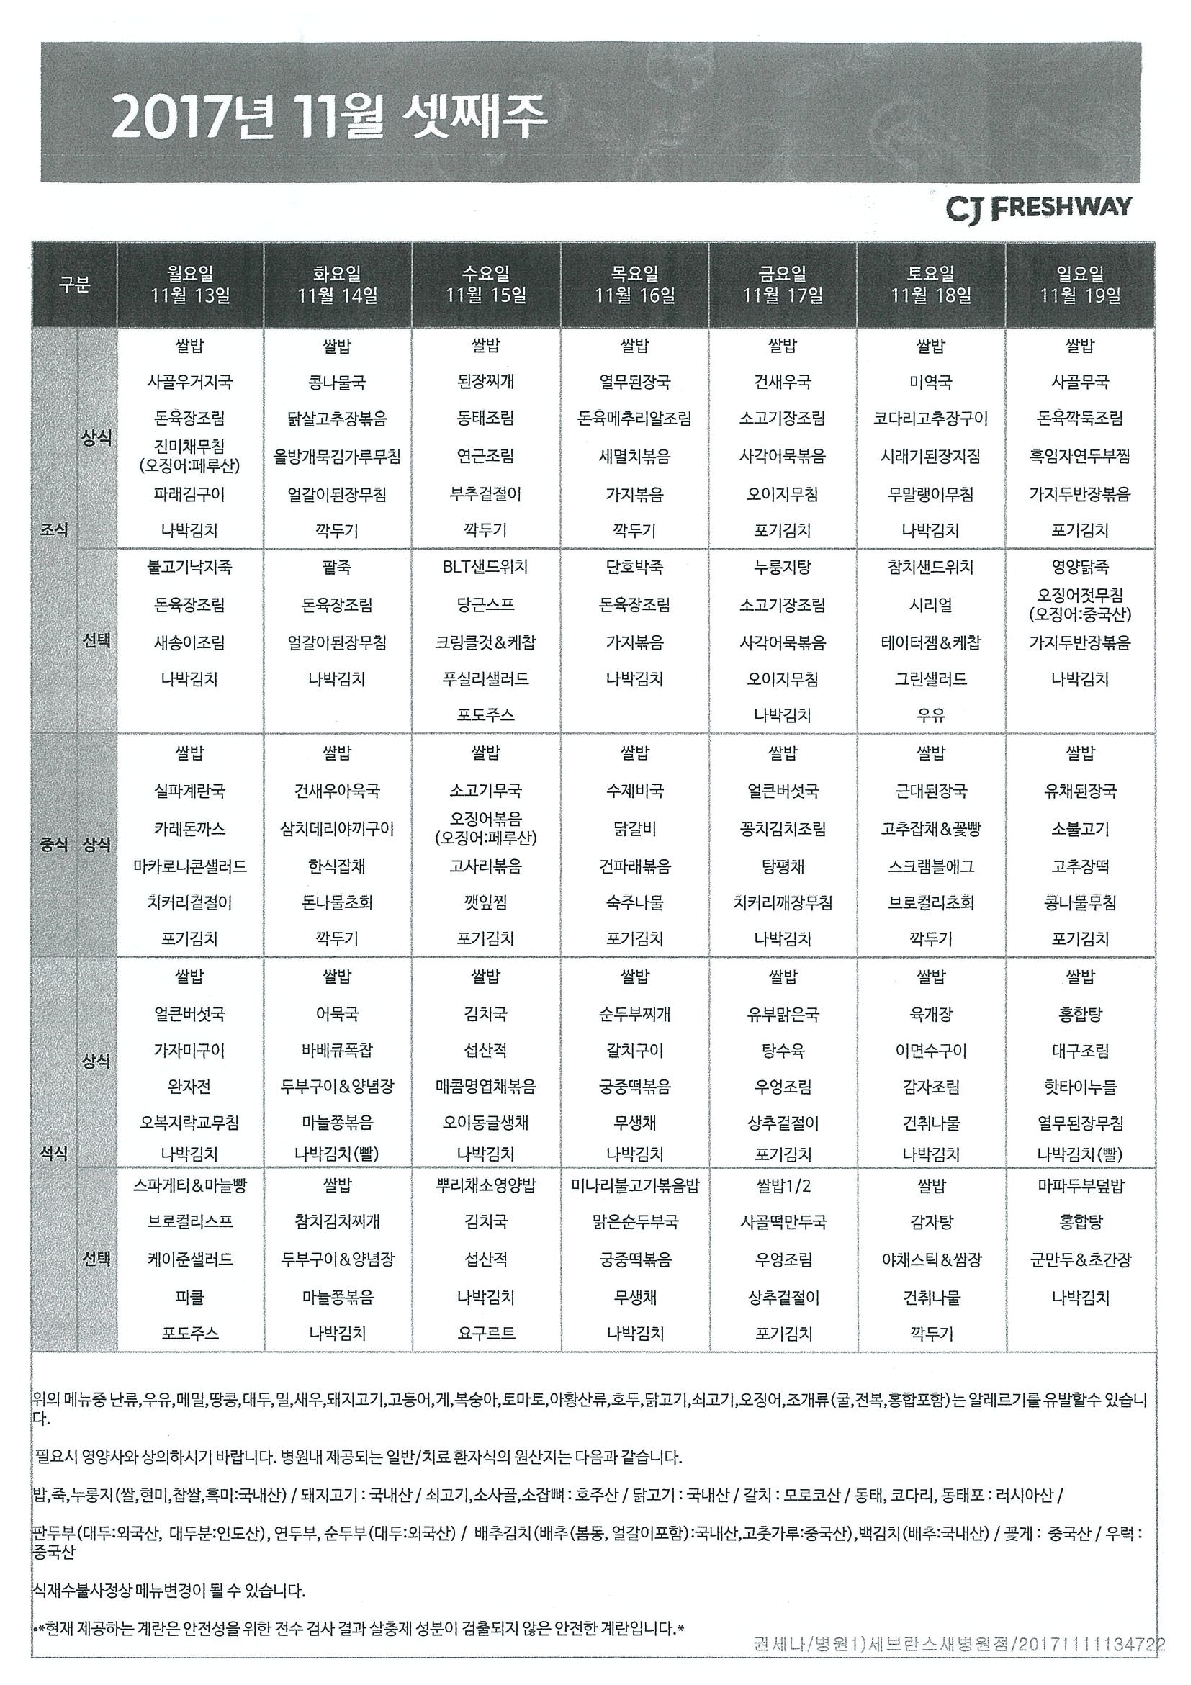 2017년 11월 셋째주
CJ FRESHWAY
구분 월요일 화요일 수요일 목요일 금요일 토요일 일요일
11월 13일 11월 14일 11월 15일 11월 16일 11월 17일 11월 18일 11월 19일
조식 상식
쌀밥 쌀밥 쌀밥 쌀밥 쌀밥 쌀밥 쌀밥
사골우거지국 콩나물국 된장찌개 열무된장국 건새우국 미역국 사골무국
돈육장조림 닭살고추장볶음 동태조림 돈육메추리알조림 소고기장조림 코다리고추장구이 돈육깍둑조림
진미채무침 (오징어:페루산) 올방개묵김가루무침 연근조림 새멸치볶음 사각어묵볶음 시래기된장지짐 흑임자연두부찜
파래김구이 얼갈이된장무침 부추겉절이 가지볶음 오이지무침 무말랭이무침 가지두반장볶음
나박김치 깍두기 깍두기 깍두기 포기김치 나박김치 포기김치
선택
불고기낙지죽 팥죽 BLT샌드위치 단호박죽 누룽지탕 참치샌드위치 영양닭죽
돈육장조림 돈육장조림 당근스프 돈육장조림 소고기장조림 시리얼 오징어젓무침 (오징어:중국산)
새송이조림 얼갈이된장무침 크링클컷&케찹 가지볶음 사각어묵볶음 테이터젬&케찹 가지두반장볶음
나박김치 나박김치 푸실리샐러드 나박김치 오이지무침 그린샐러드 나박김치
포도주스 나박김치 우유
중식 상식
쌀밥 쌀밥 쌀밥 쌀밥 쌀밥 쌀밥 쌀밥
실파계란국 건새우아욱국 소고기무국 수제비국 얼큰버섯국 근대된장국 유채된장국
카레돈까스 삼치데리야끼구이 오징어볶음 (오징어:페루산) 닭갈비 꽁치김치조림 고추잡채&꽃빵 소불고기
마카로니콘샐러드 한식잡채 고사리볶음 건파래볶음 탕평채 스크램블에그 고추장떡
치커리겉절이 돈나물초회 깻잎찜 숙주나물 치커리깨장무침 브로컬리초회 콩나물무침
포기김치 깍두기 포기김치 포기김치 나박김치 깍두기 포기김치
석식 상식
쌀밥 쌀밥 쌀밥 쌀밥 쌀밥 쌀밥 쌀밥
얼큰버섯국 어묵국 김치국 순두부찌개 유부맑은국 육개장 홍합탕
가자미구이 바베큐폭찹 섭산적 갈치구이 탕수육 이면수구이 대구조림
완자전 두부구이&양념장 매콤명엽채볶음 궁중떡볶음 우엉조림 감자조림 핫타이누들
오복지락교무침 마늘쫑볶음 오이동글생채 무생채 상추겉절이 건취나물 열무된장무침
나박김치 나박김치(빨) 나박김치 나박김치 포기김치 나박김치 나박김치(빨)
선택
스파게티&마늘빵 쌀밥 뿌리채소영양밥 미나리불고기볶음밥 쌀밥1/2 쌀밥 마파두부덮밥
브로컬리스프 참치김치찌개 김치국 맑은순두부국 사골떡만두국 감자탕 홍합탕
케이준샐러드 두부구이&양념장 섭산적 궁중떡볶음 우엉조림 야채스틱&쌈장 군만두&초간장
피클 마늘쫑볶음 나박김치 무생채 상추겉절이 건취나물 나박김치
포도주스 나박김치 요구르트 나박김치 포기김치 깍두기
위의 메뉴중 난류,우유,메밀,땅콩,대두,밀,새우,돼지고기,고등어,게,복숭아,토마토,아황산류,호두,닭고기,쇠고기,오징어,조개류(굴,전복,홍합포함)는 알레르기를 유발할수 있습니
다.
필요시 영양사와 상의하시기 바랍니다. 병원내 제공되는 일반/치료 환자식의 원산지는 다음과 같습니다.
밥,죽,누룽지(쌀,현미,찹쌀,흑미:국내산) / 돼지고기 : 국내산 / 쇠고기,소사골,소잡뼈 : 호주산 / 닭고기 : 국내산 / 갈치 : 모로코산 / 동태, 코다리, 동태포 : 러시아산 /
판두부(대두:외국산, 대두분:인도산), 연두부, 순두부(대두:외국산) / 배추김치(배추(봄동, 얼갈이포함):국내산,고춧가루:중국산),백김치(배추:국내산) / 꽃게 : 중국산 / 우럭 :
중국산
식재수불사정상 메뉴변경이 될 수 있습니다.
**현재 제공하는 계란은 안전성을 위한 전수 검사 결과 살충제 성분이 검출되지 않은 안전한 계란입니다.*
권세나/병원1)세브란스새병원점/20171111134722